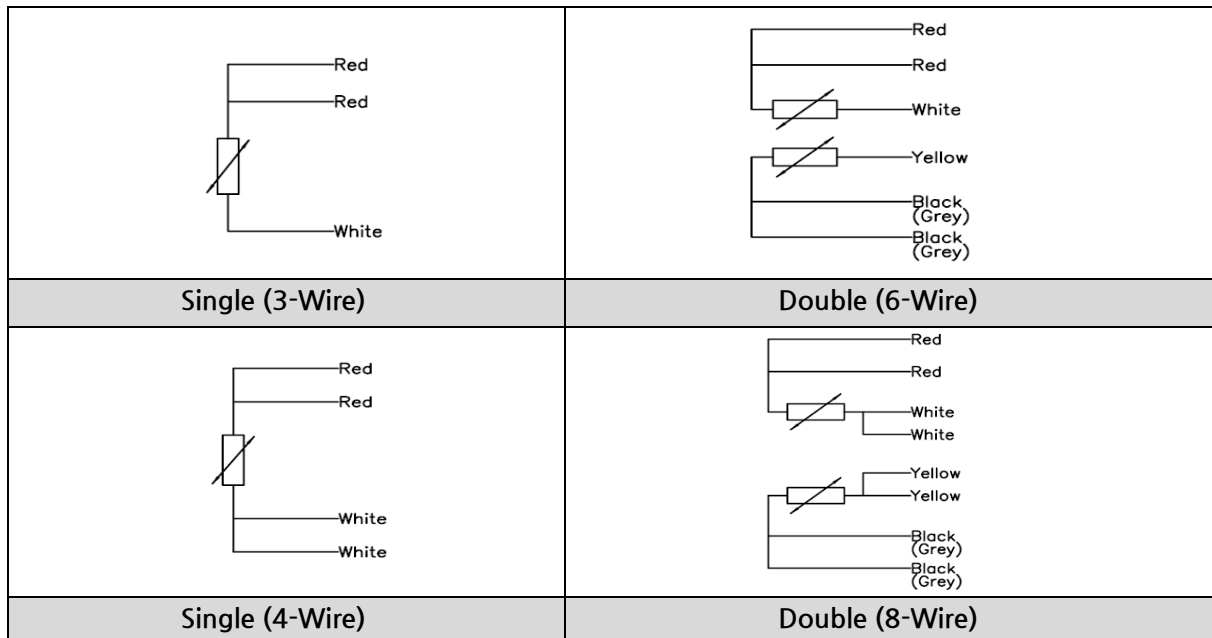 Red
Red
White
Red
Red
White
Yellow
Black
(Grey)
Black
(Grey)
Single (3-Wire)
Double (6-Wire)
Red
Red
White
White
Red
Red
White
White
Yellow
Yellow
Black
(Grey)
Black
(Grey)
Single (4-Wire)
Double (8-Wire)